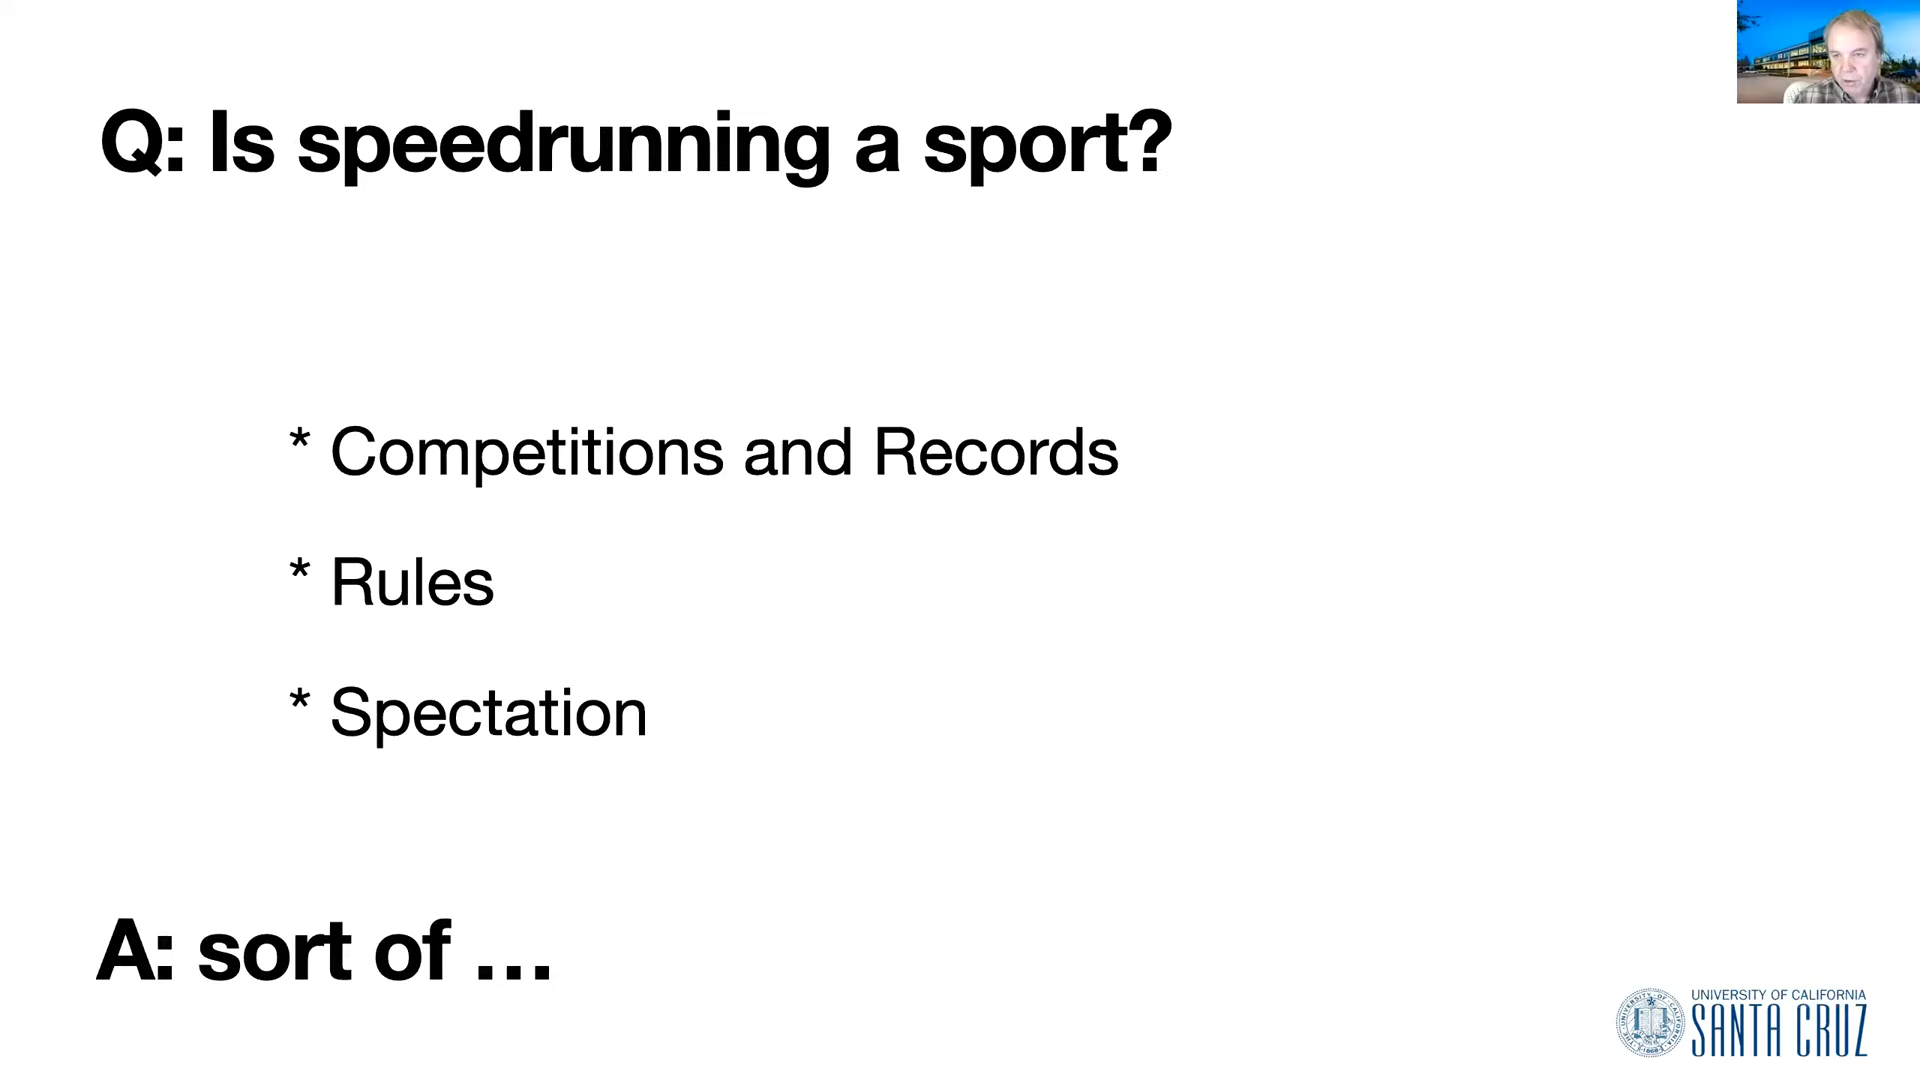 Q: Is speedrunning a sport?
* Competitions and Records
* Rules
* Spectation
A: sort of …
UNIVERSITY OF CALIFORNIA
SANTA CRUZ